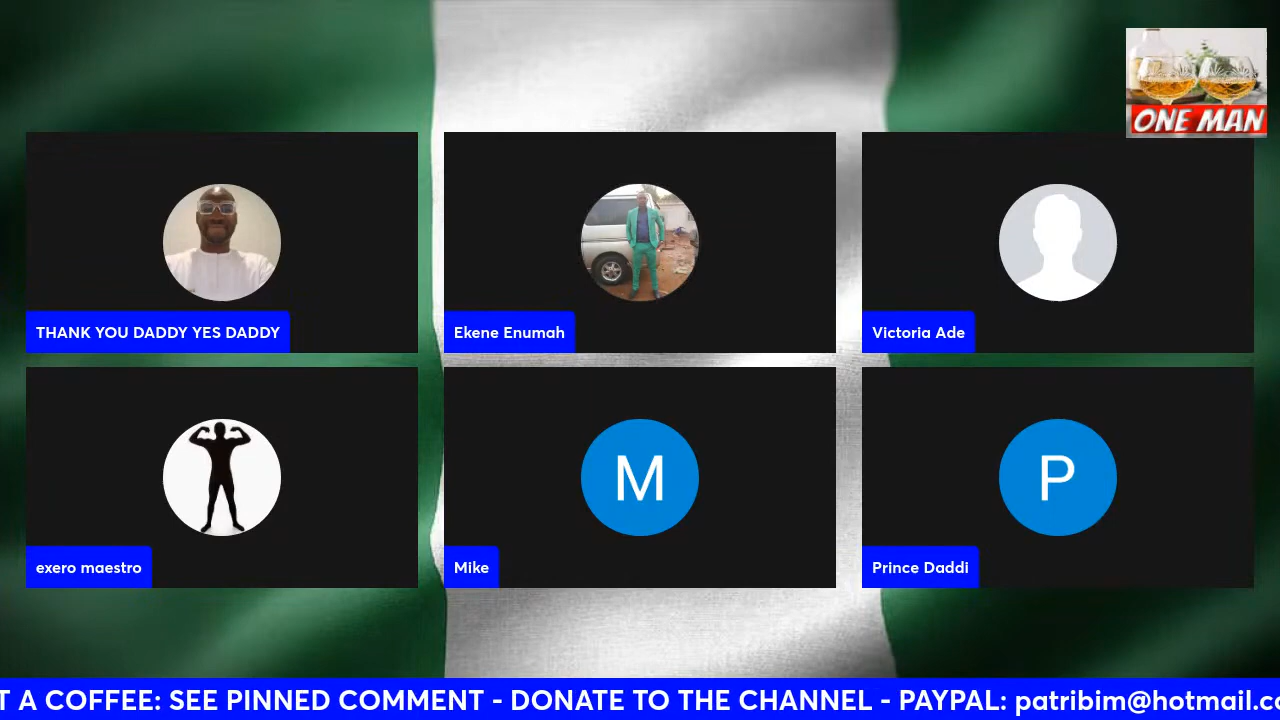 ONE MAN
THANK YOU DADDY YES DADDY
Ekene Enumah
Victoria Ade
exero maestro
M
Mike
P
Prince Daddi
T A COFFEE: SEE PINNED COMMENT - DONATE TO THE CHANNEL - PAYPAL: patribim@hotmail.c